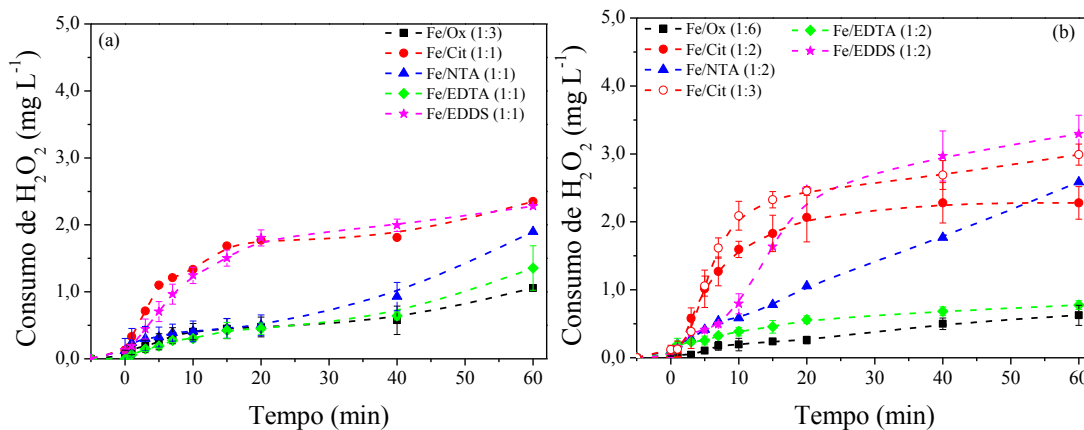 (a)
Fe/Ox (1:3)
Fe/Cit (1:1)
Fe/NTA (1:1)
Fe/EDTA (1:1)
Fe/EDDS (1:1)
Consumo de H2O2 (mg L-1)
5,0
4,0
3,0
2,0
1,0
0,0
0 10 20 30 40 50 60
Tempo (min)
(b)
Fe/Ox (1:6)
Fe/Cit (1:2)
Fe/NTA (1:2)
Fe/Cit (1:3)
Fe/EDTA (1:2)
Fe/EDDS (1:2)
Consumo de H2O2 (mg L-1)
5,0
4,0
3,0
2,0
1,0
0,0
0 10 20 30 40 50 60
Tempo (min)